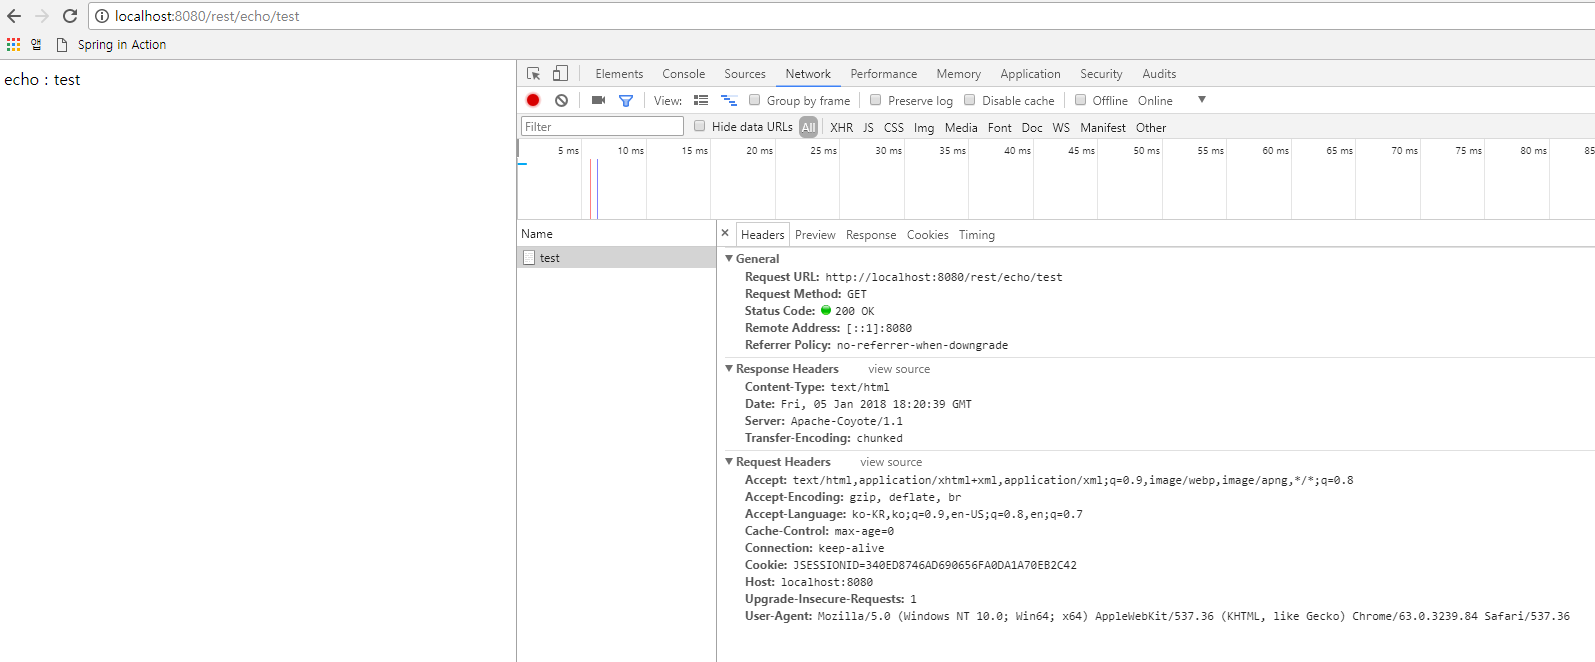 localhost:8080/rest/echo/test
앱 Spring in Action
echo : test
Elements Console Sources Network Performance Memory Application Security Audits
View: Group by frame Preserve log Disable cache Offline Online
Filter Hide data URLs All XHR JS CSS Img Media Font Doc WS Manifest Other
5 ms 10 ms 15 ms 20 ms 25 ms 30 ms 35 ms 40 ms 45 ms 50 ms 55 ms 60 ms 65 ms 70 ms 75 ms 80 ms 85
Name
test
Headers Preview Response Cookies Timing
General
Request URL: http://localhost:8080/rest/echo/test
Request Method: GET
Status Code: 200 OK
Remote Address: [::1]:8080
Referrer Policy: no-referrer-when-downgrade
Response Headers view source
Content-Type: text/html
Date: Fri, 05 Jan 2018 18:20:39 GMT
Server: Apache-Coyote/1.1
Transfer-Encoding: chunked
Request Headers view source
Accept: text/html,application/xhtml+xml,application/xml;q=0.9,image/webp,image/apng,*/*;q=0.8
Accept-Encoding: gzip, deflate, br
Accept-Language: ko-KR,ko;q=0.9,en-US;q=0.8,en;q=0.7
Cache-Control: max-age=0
Connection: keep-alive
Cookie: JSESSIONID=340ED8746AD690656FA0DA1A70EB2C42
Host: localhost:8080
Upgrade-Insecure-Requests: 1
User-Agent: Mozilla/5.0 (Windows NT 10.0; Win64; x64) AppleWebKit/537.36 (KHTML, like Gecko) Chrome/63.0.3239.84 Safari/537.36